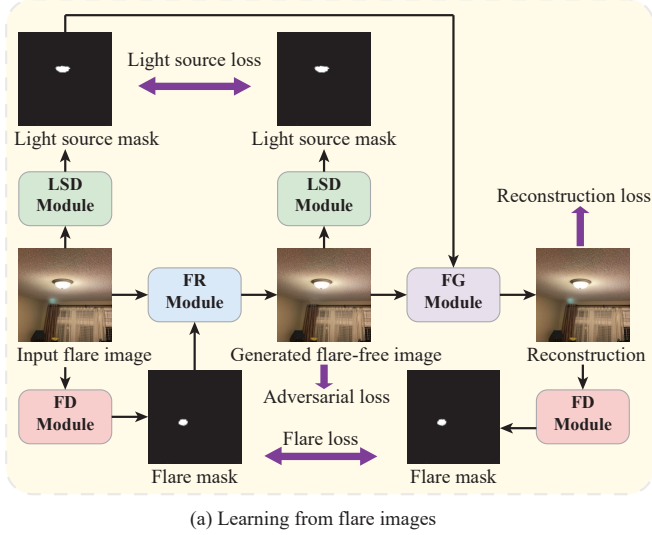 Light source loss
Light source mask
Light source mask
LSD
Module
LSD
Module
Reconstruction loss
FR
Module
FG
Module
Input flare image
Generated flare-free image
Reconstruction
FD
Module
Adversarial loss
FD
Module
Flare loss
Flare mask
Flare mask
(a) Learning from flare images